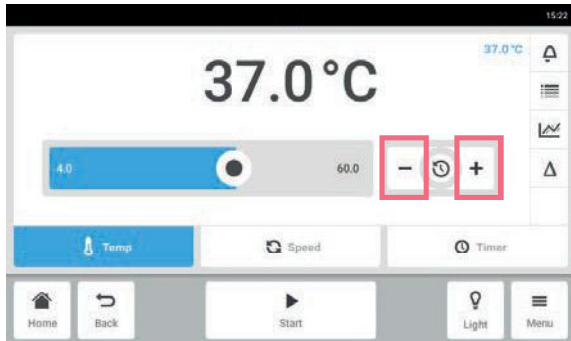 15:22
37.0 °C
37.0 °C
4.0
60.0
− +
Temp
Speed
Timer
Home
Back
Start
Light
Menu